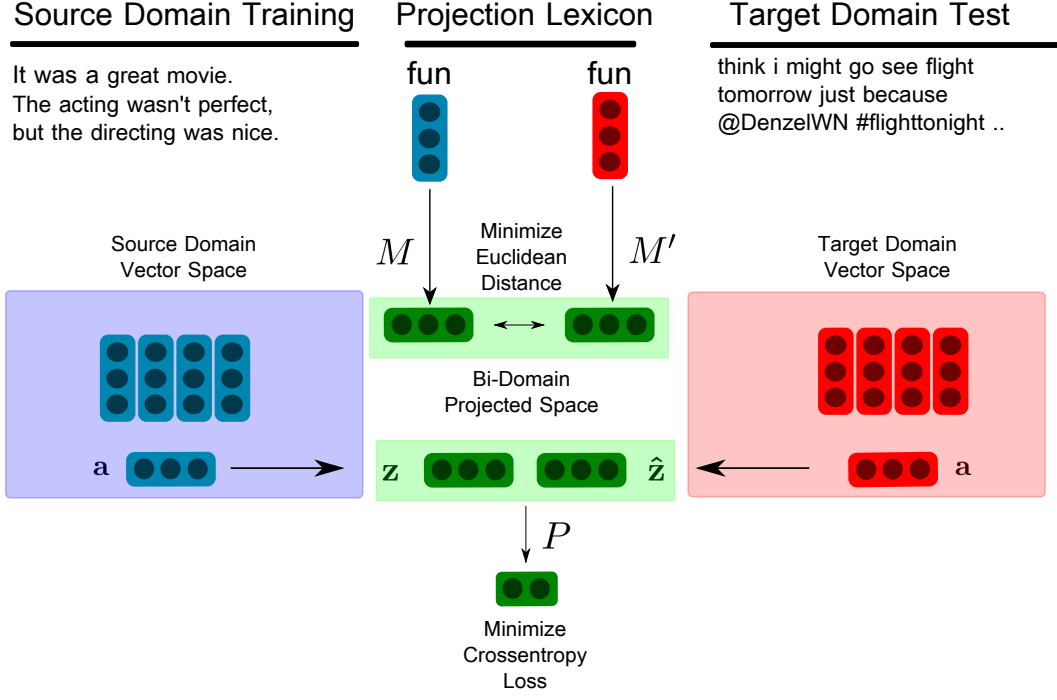 Source Domain Training
Projection Lexicon
Target Domain Test
It was a great movie.
The acting wasn't perfect,
but the directing was nice.
fun
fun
think i might go see flight
tomorrow just because
@DenzelWN #flighttonight ..
Source Domain
Vector Space
M
Minimize
Euclidean
Distance
M′
Target Domain
Vector Space
Bi-Domain
Projected Space
a
z
ẑ
a
P
Minimize
Crossentropy
Loss